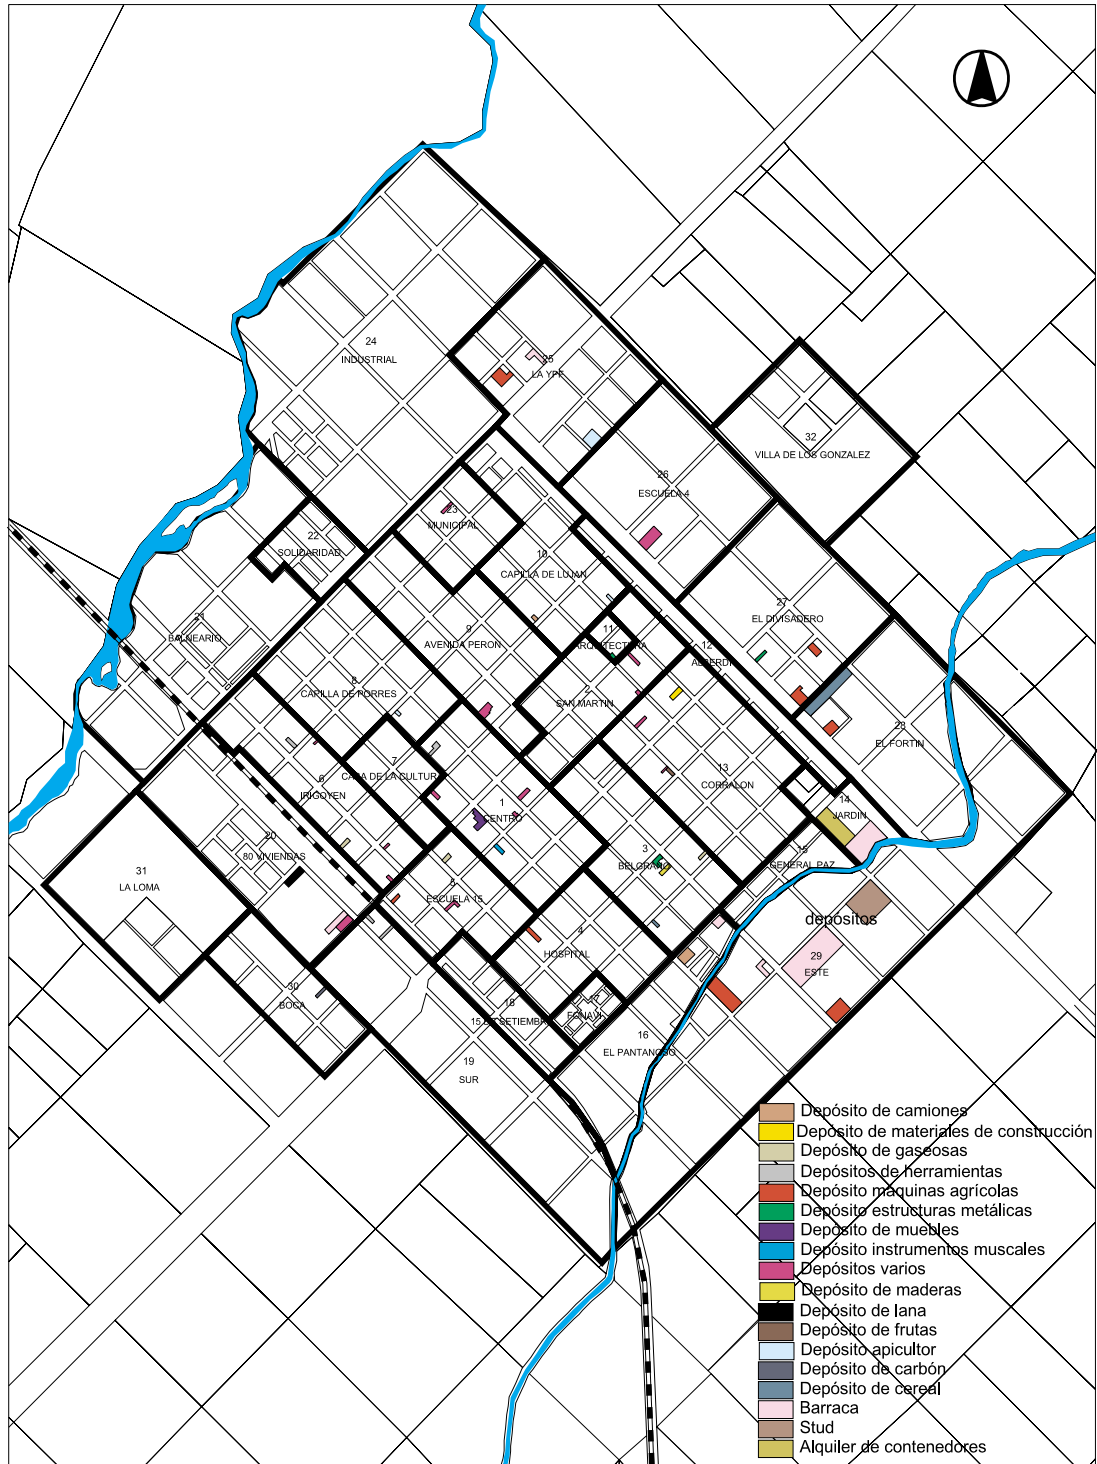 24
INDUSTRIAL
25
LA YPF
32
VILLA DE LOS GONZALEZ
26
ESCUELA 4
23
MUNICIPAL
22
SOLIDARIDAD
10
CAPILLA DE LUJAN
27
EL DIVISADERO
21
BALNEARIO
9
AVENIDA PERON
11
ARQUITECTURA
12
ALBERDI
8
CAPILLA DE PORRES
2
SAN MARTIN
28
EL FORTIN
7
CASA DE LA CULTURA
6
IRIGOYEN
13
CORRALON
1
CENTRO
14
JARDIN
20
80 VIVIENDAS
3
BELGRANO
15
GENERAL PAZ
31
LA LOMA
5
ESCUELA 15
depósitos
4
HOSPITAL
29
ESTE
30
BOCA
18
15 DE SETIEMBRE
FONAVI
16
EL PANTANOSO
19
SUR
Depósito de camiones
Depósito de materiales de construcción
Depósito de gaseosas
Depósitos de herramientas
Depósito máquinas agrícolas
Depósito estructuras metálicas
Depósito de muebles
Depósito instrumentos muscales
Depósitos varios
Depósito de maderas
Depósito de lana
Depósito de frutas
Depósito apicultor
Depósito de carbón
Depósito de cereal
Barraca
Stud
Alquiler de contenedores